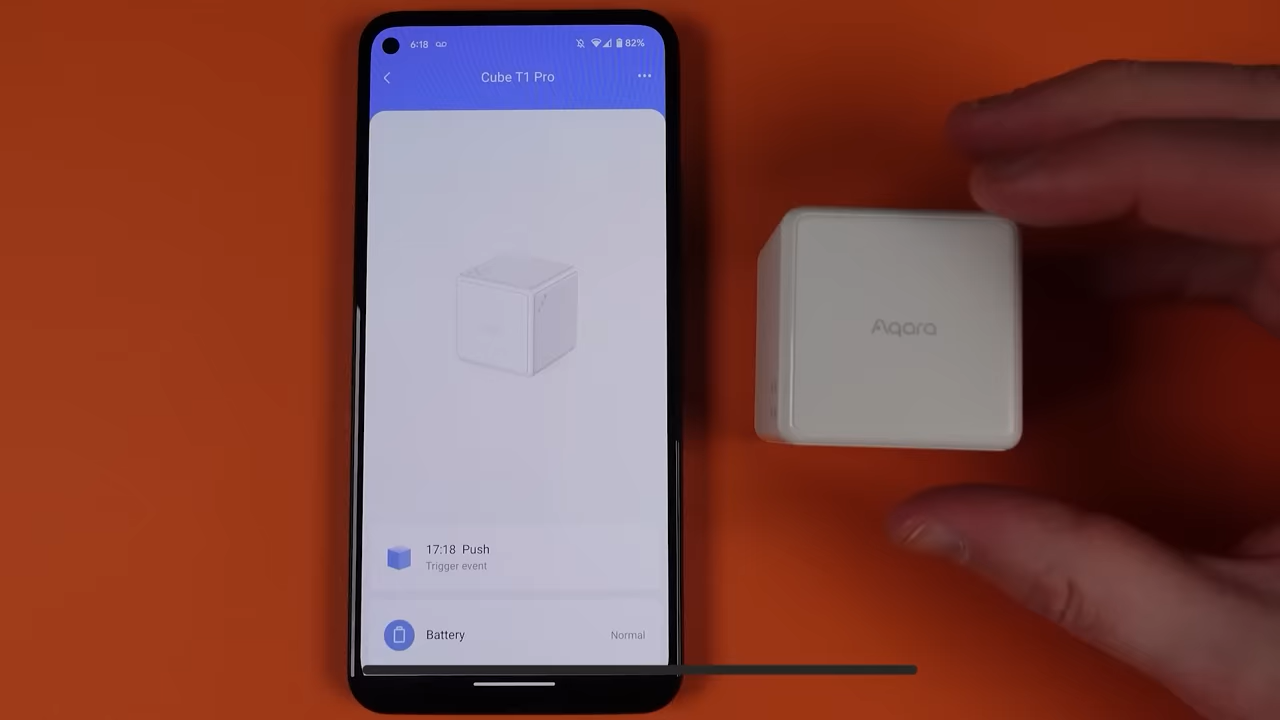 6:18 82%
Cube T1 Pro
Aqara
17:18 Push
Trigger event
Battery Normal